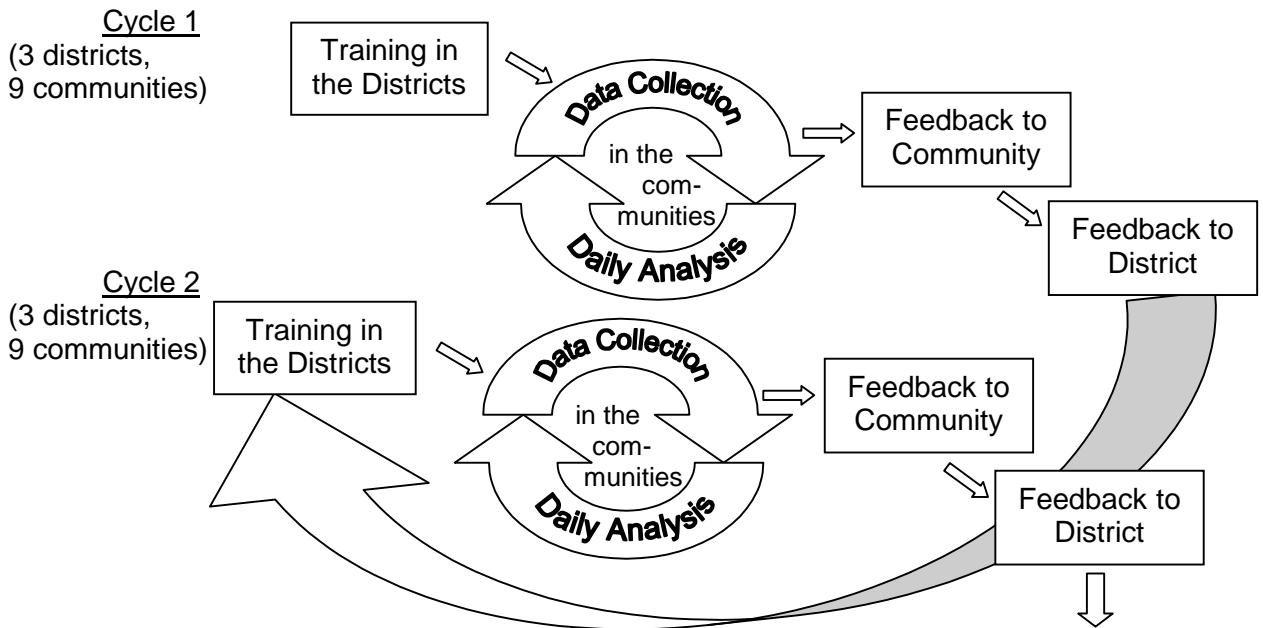 Cycle 1
(3 districts,
9 communities)
Training in
the Districts
Data Collection
in the
com-
munities
Daily Analysis
Feedback to
Community
Feedback to
District
Cycle 2
(3 districts,
9 communities)
Training in
the Districts
Data Collection
in the
com-
munities
Daily Analysis
Feedback to
Community
Feedback to
District